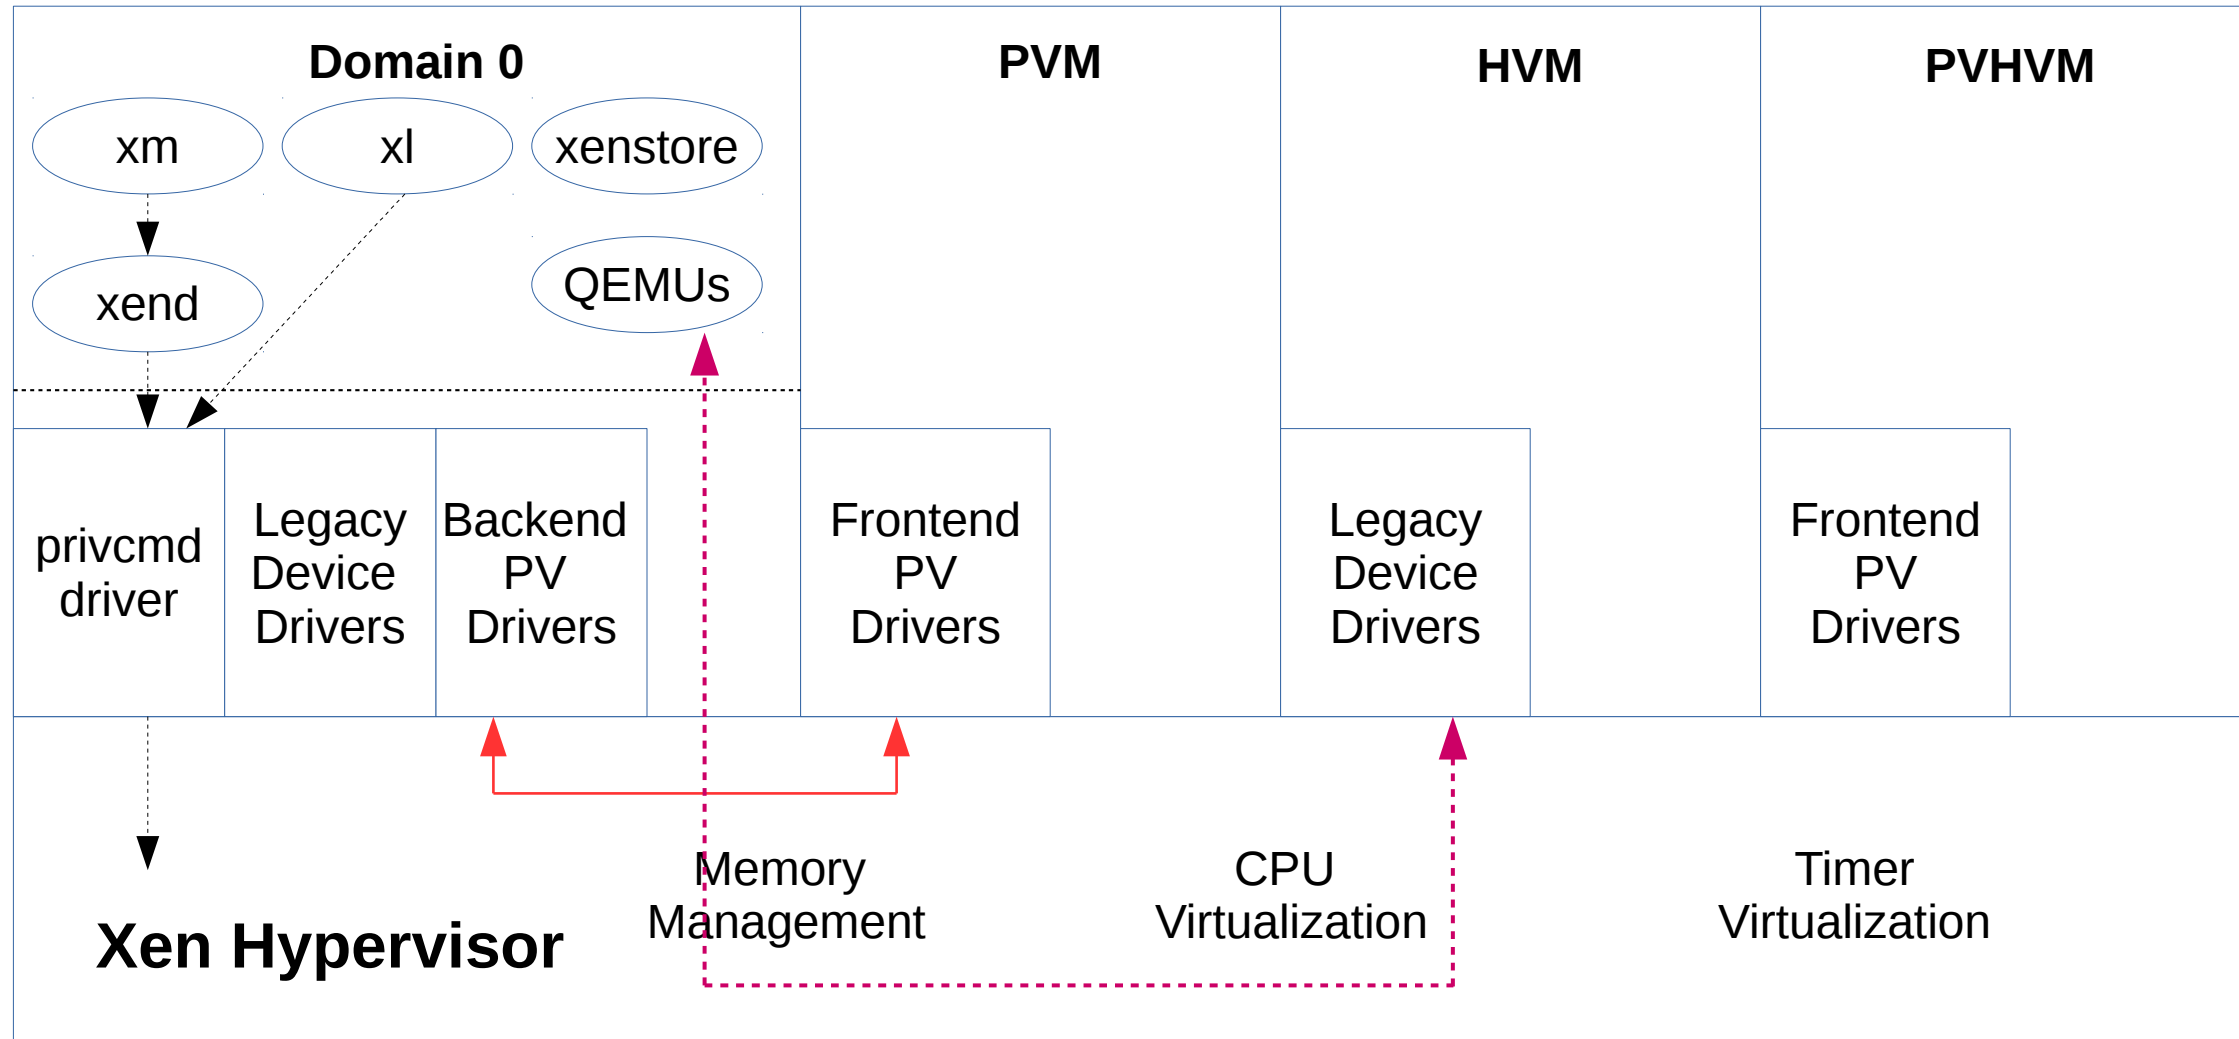 Domain 0
PVM
HVM
PVHVM
xm
xl
xenstore
xend
QEMUs
privcmd
driver
Legacy
Device
Drivers
Backend
PV
Drivers
Frontend
PV
Drivers
Legacy
Device
Drivers
Frontend
PV
Drivers
Memory
Management
CPU
Virtualization
Timer
Virtualization
Xen Hypervisor